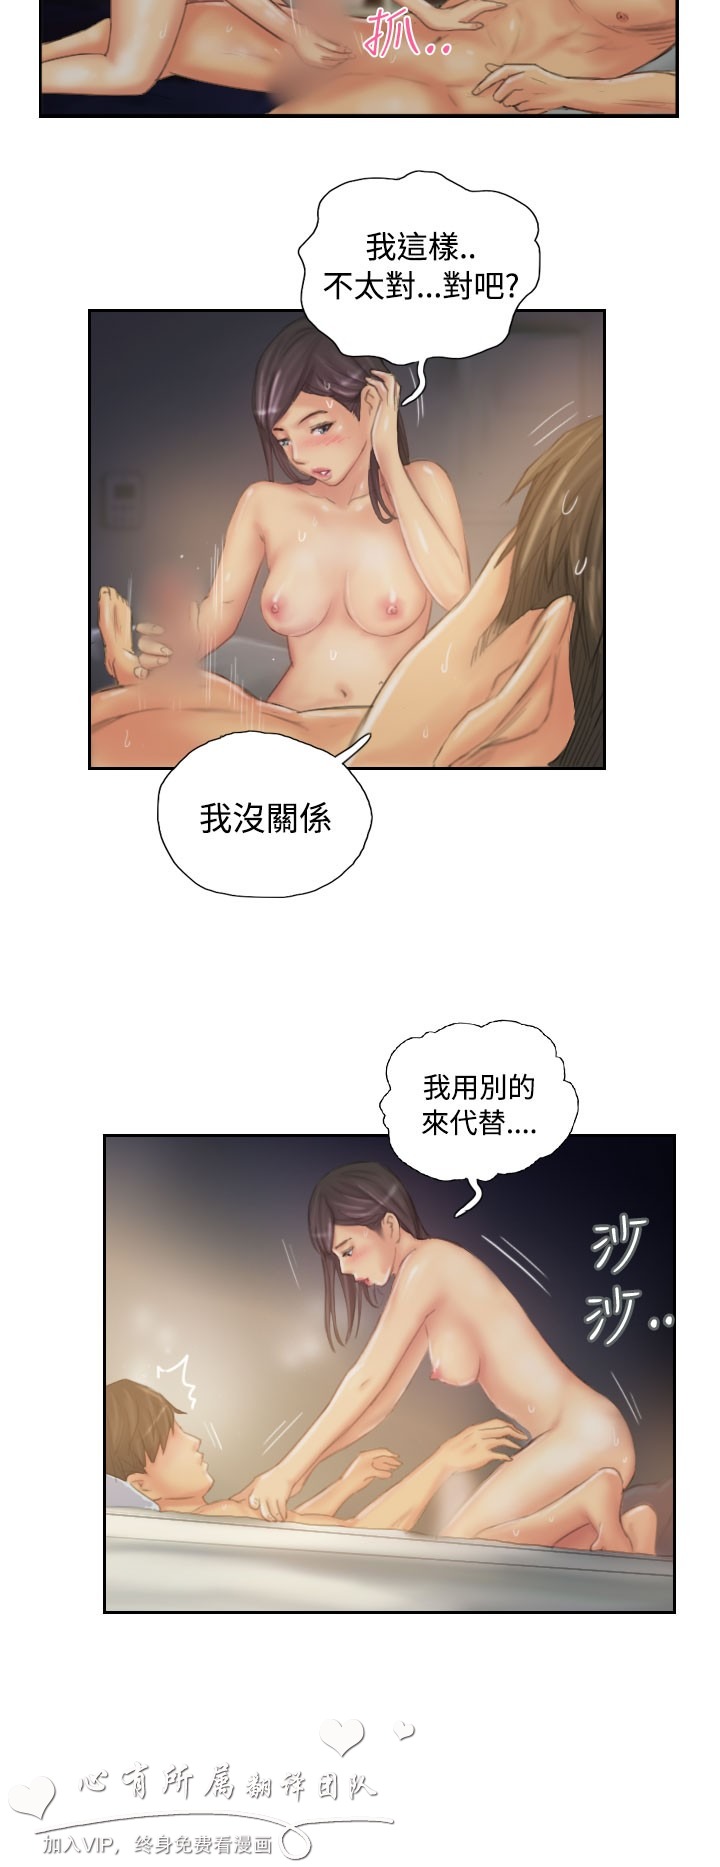 抓..
我這樣..
不太對...對吧?
我沒關係
我用別的
來代替....
沙
沙..
心有所属翻译团队
加入VIP，终身免费看漫画